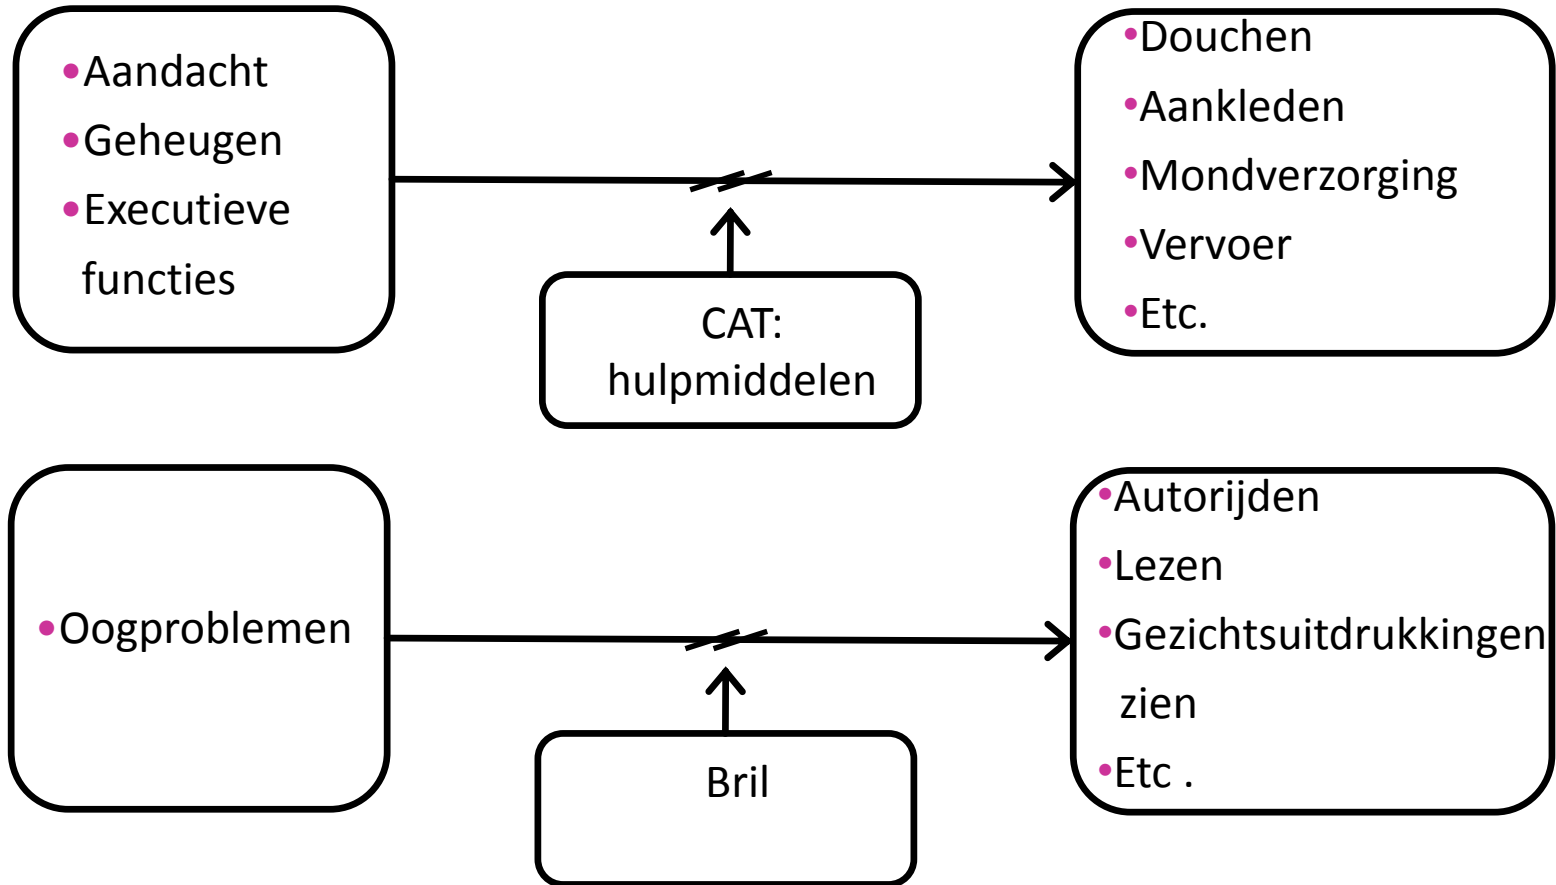 •Aandacht
•Geheugen
•Executieve
functies
CAT:
hulpmiddelen
•Douchen
•Aankleden
•Mondverzorging
•Vervoer
•Etc.
•Oogproblemen
Bril
•Autorijden
•Lezen
•Gezichtsuitdrukkingen
zien
•Etc .